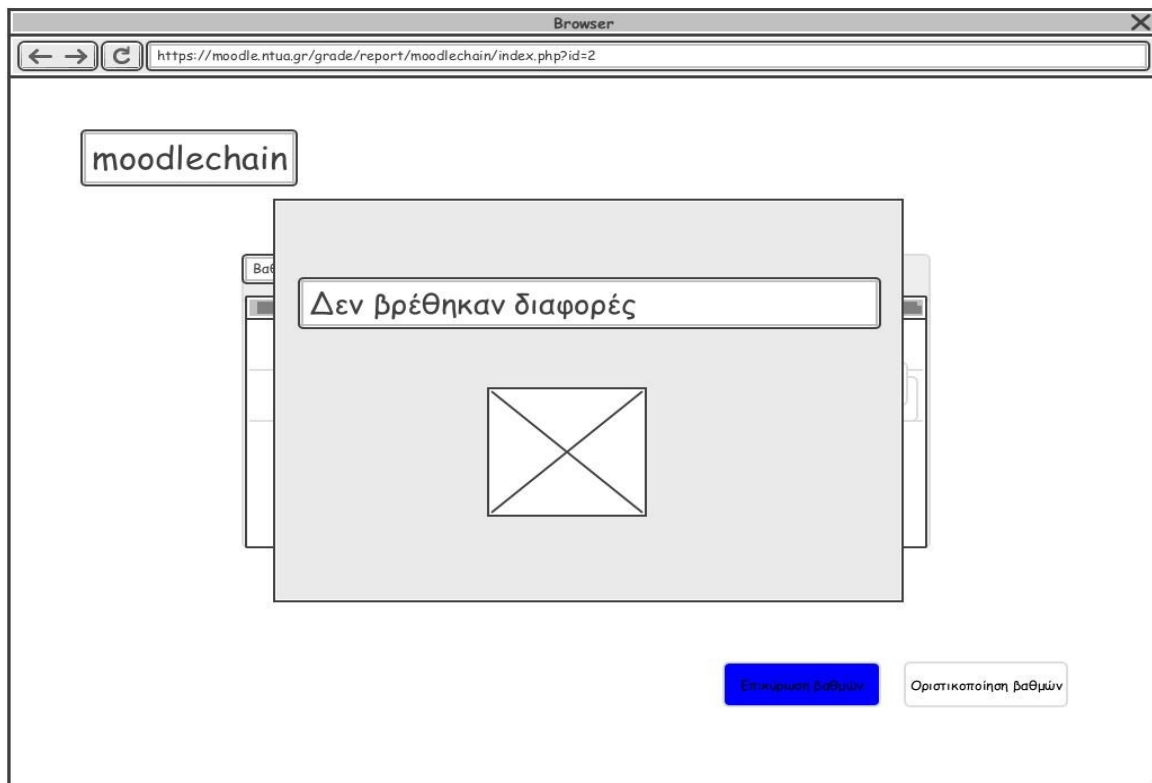 Browser
https://moodle.ntua.gr/grade/report/moodlechain/index.php?id=2
moodlechain
Δεν βρέθηκαν διαφορές
Επικύρωση βαθμών
Οριστικοποίηση βαθμών